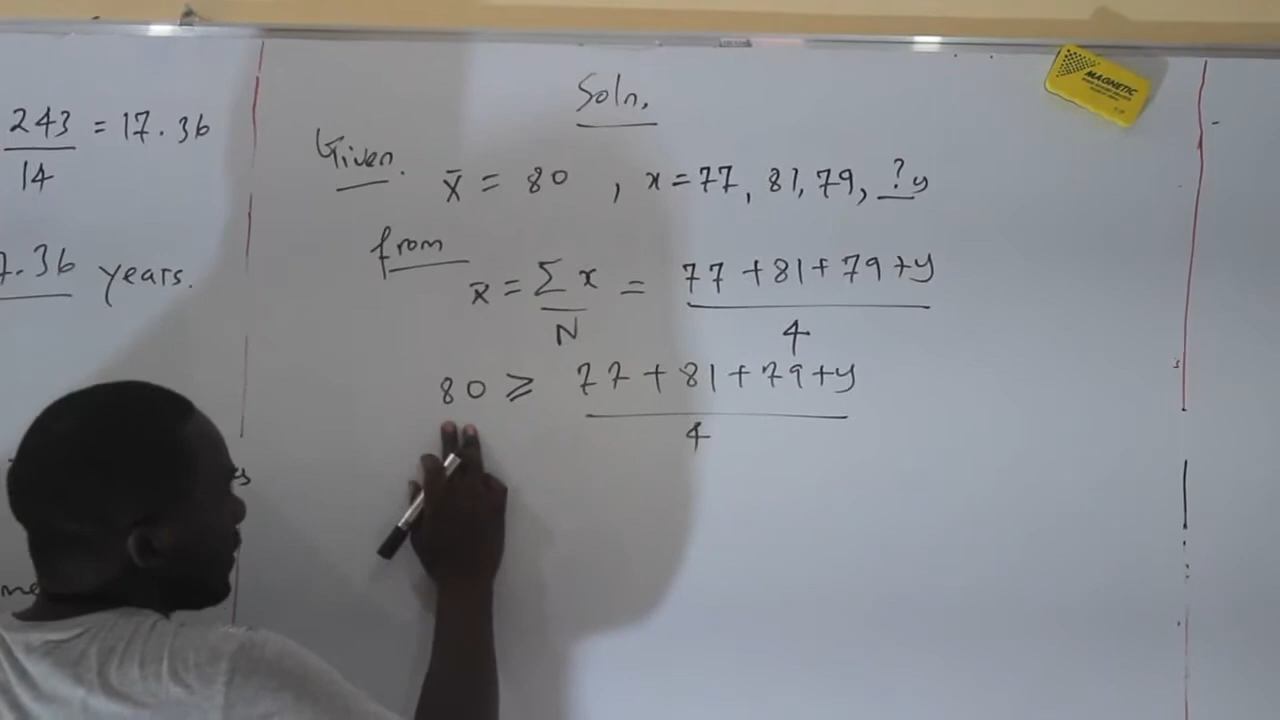 243 = 17.36
14
7.36 years.
Soln.
Given. x̄ = 80 , x = 77, 81, 79, ? y
from
x̄ = ∑x = 77 + 81 + 79 + y
N 4
80 ⩾ 77 + 81 + 79 + y
4
MAGNETIC